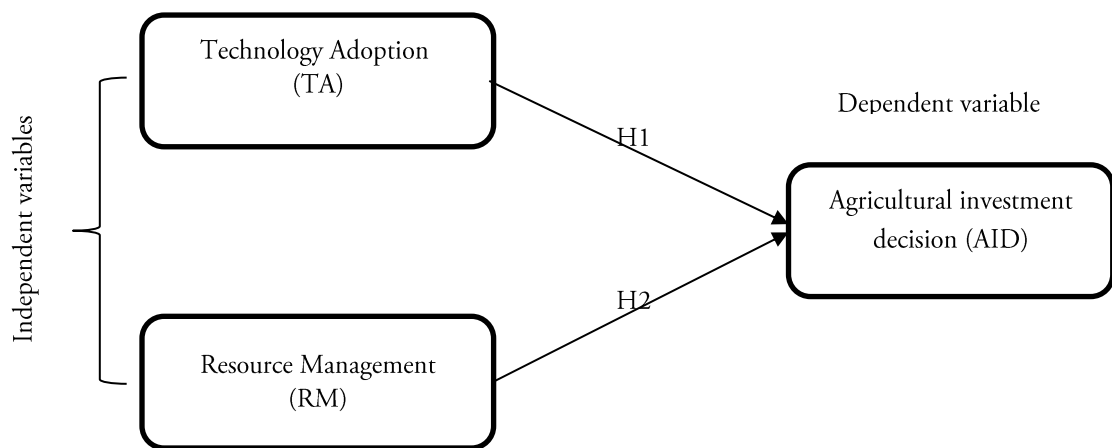 Independent variables
Technology Adoption
(TA)
H1
Dependent variable
Agricultural investment
decision (AID)
H2
Resource Management
(RM)